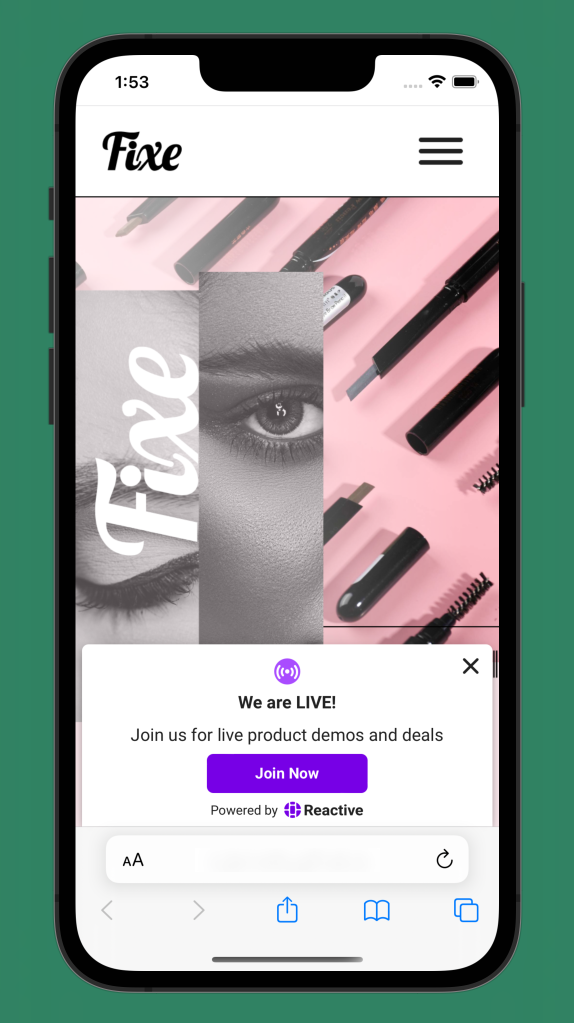 1:53
Fixe
Fixe
We are LIVE!
Join us for live product demos and deals
Join Now
Powered by Reactive
AA